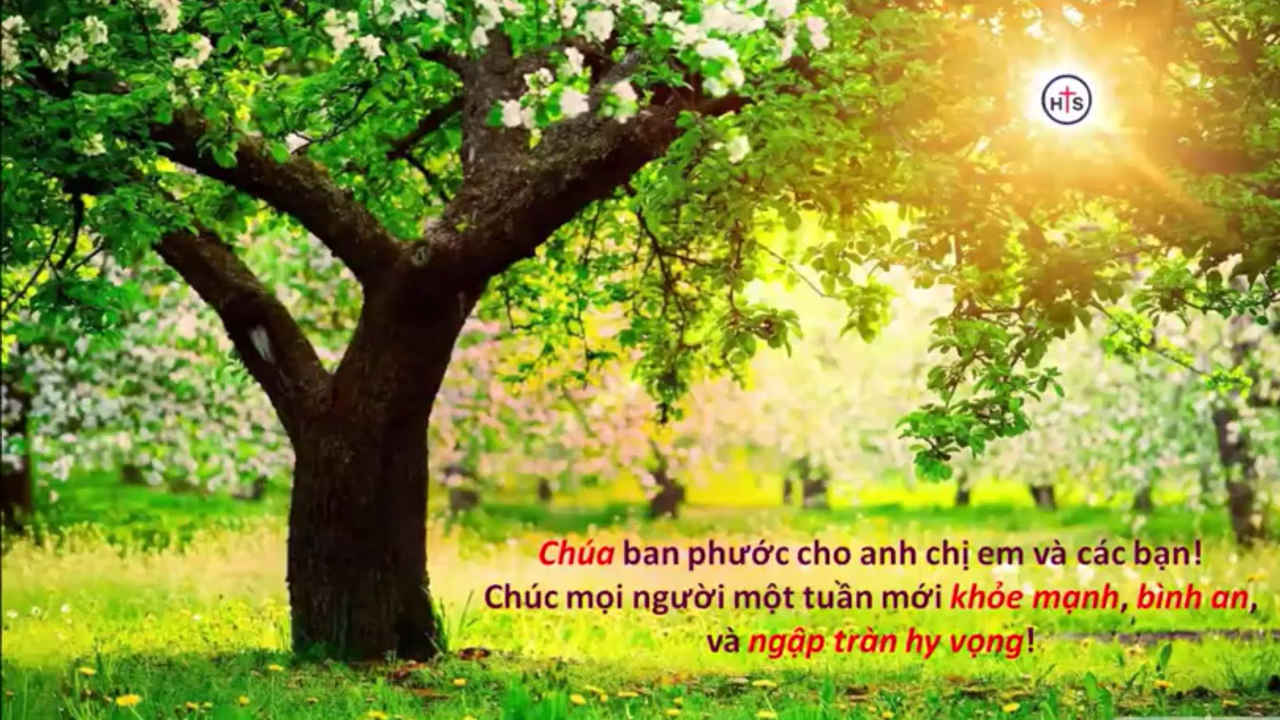 HTS
Chúa ban phước cho anh chị em và các bạn!
Chúc mọi người một tuần mới khỏe mạnh, bình an,
và ngập tràn hy vọng!